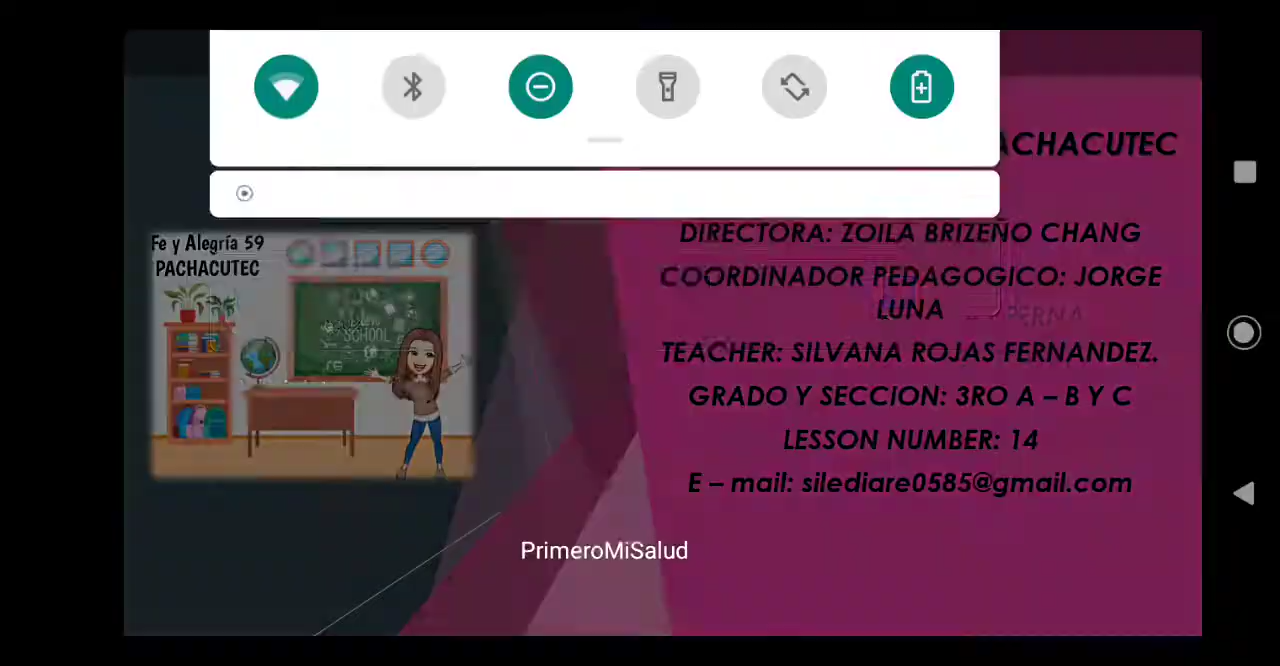 ACHACUTEC
Fe y Alegría 59
PACHACUTEC
SCHOOL
DIRECTORA: ZOILA BRIZEÑO CHANG
COORDINADOR PEDAGOGICO: JORGE
LUNA
TEACHER: SILVANA ROJAS FERNANDEZ.
GRADO Y SECCION: 3RO A – B Y C
LESSON NUMBER: 14
E – mail: silediare0585@gmail.com
PrimeroMiSalud